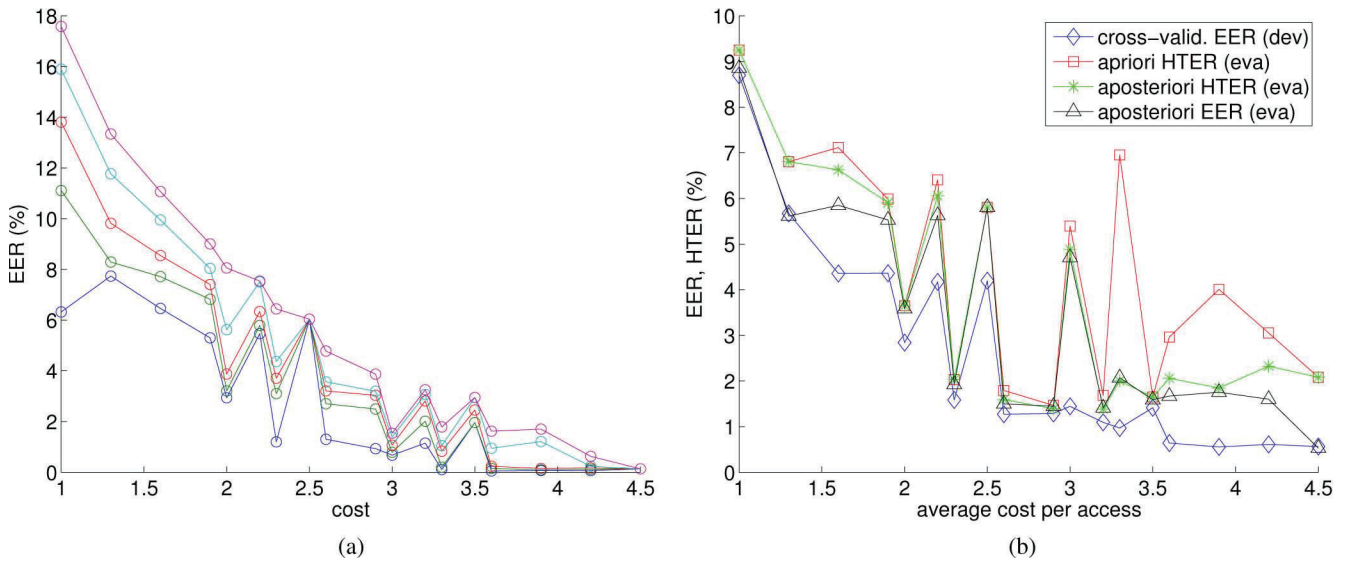 18
16
14
12
10
8
6
4
2
0
EER (%)
1 1.5 2 2.5 3 3.5 4 4.5
cost
(a)
10
9
8
7
6
5
4
3
2
1
0
EER, HTER (%)
cross-valid. EER (dev)
apriori HTER (eva)
aposteriori HTER (eva)
aposteriori EER (eva)
1 1.5 2 2.5 3 3.5 4 4.5
average cost per access
(b)